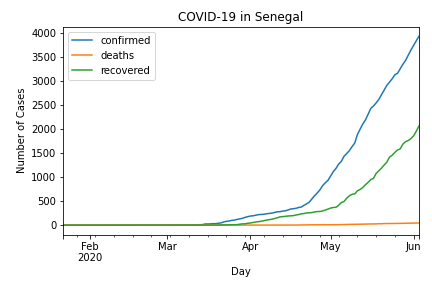 COVID-19 in Senegal
confirmed
deaths
recovered
Number of Cases
4000
3500
3000
2500
2000
1500
1000
500
0
Feb
2020
Mar
Apr
May
Jun
Day